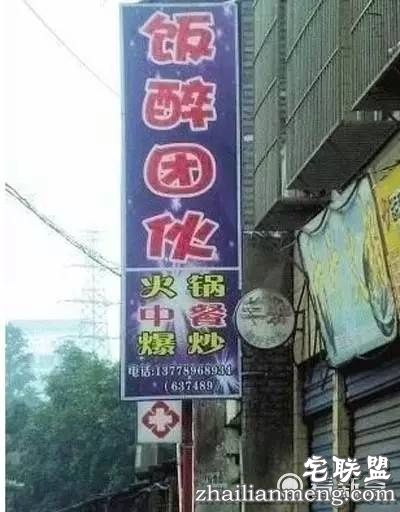 饭醉团伙
火锅
中餐
爆炒
电话:13778968934
(637489)
宅联盟
zhailianmeng.com